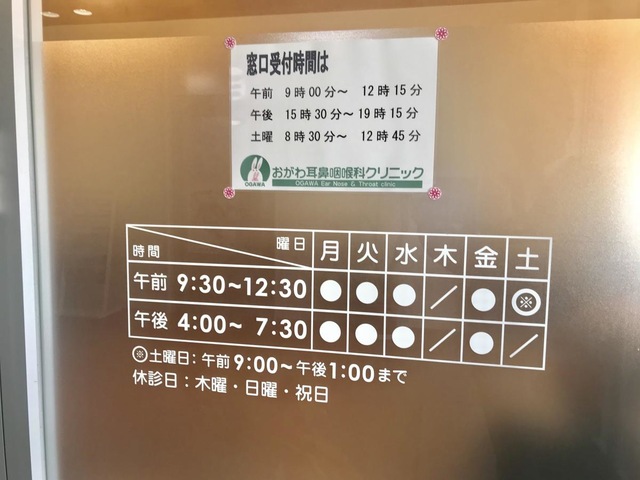 窓口受付時間は
午前 9時00分～ 12時15分
午後 15時30分～19時15分
土曜 8時30分～ 12時45分
OGAWA おがわ耳鼻咽喉科クリニック
OGAWA Ear Nose & Throat clinic
時間 曜日 月 火 水 木 金 土
午前 9:30~12:30 ● ● ● ／ ● ※
午後 4:00~ 7:30 ● ● ● ／ ● ／
※土曜日:午前9:00~午後1:00まで
休診日:木曜・日曜・祝日